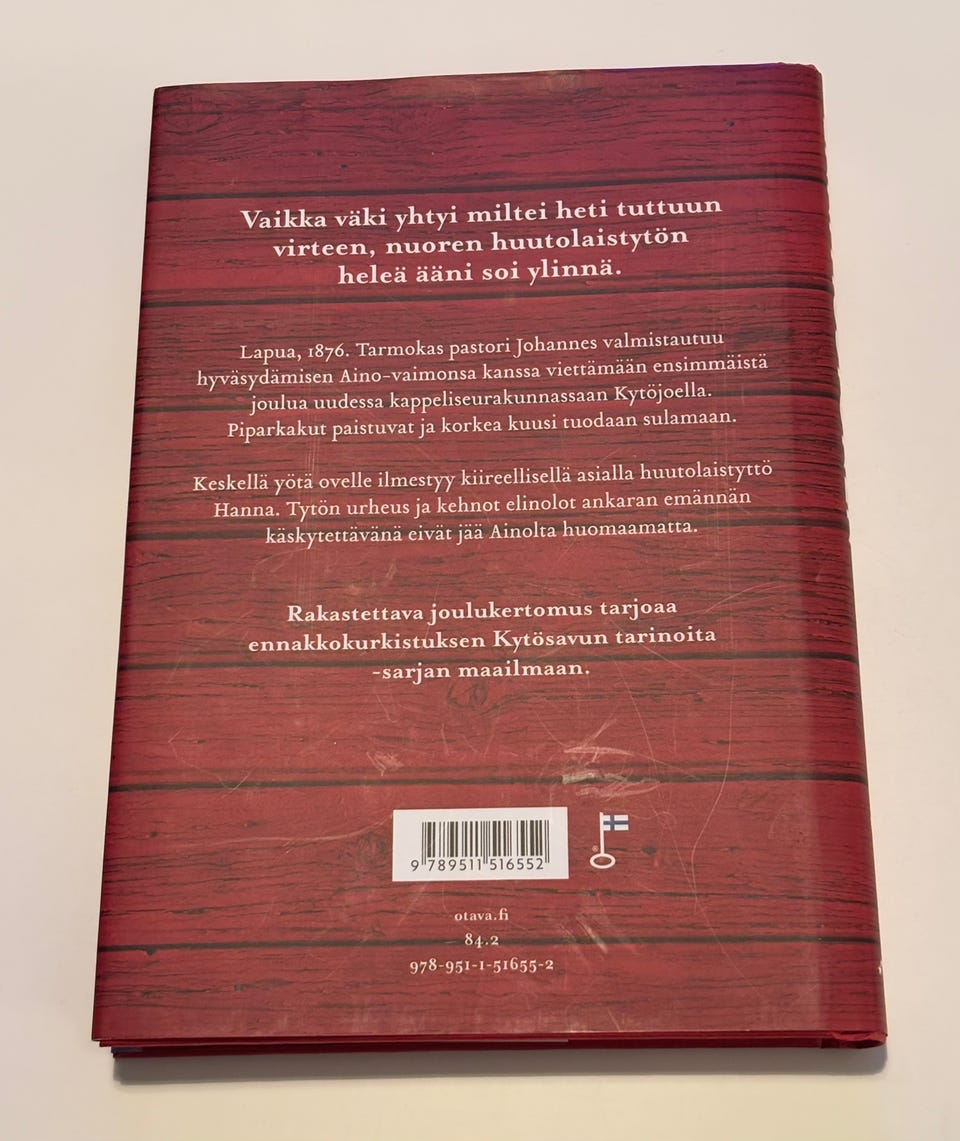 Vaikka väki yhtyi miltei heti tuttuun
virteen, nuoren huutolaistytön
heleä ääni soi ylinnä.
Lapua, 1876. Tarmokas pastori Johannes valmistautuu
hyväsydämisen Aino-vaimonsa kanssa viettämään ensimmäistä
joulua uudessa kappeliseurakunnassaan Kytöjoella.
Piparkakut paistuvat ja korkea kuusi tuodaan sulamaan.
Keskellä yötä ovelle ilmestyy kiireellisellä asialla huutolaistyttö
Hanna. Tytön urheus ja kehnot elinolot ankaran emännän
käskytettävänä eivät jää Ainolta huomaamatta.
Rakastettava joulukertomus tarjoaa
ennakkokurkistuksen Kytösavun tarinoita
-sarjan maailmaan.
9 789511 516552
otava.fi
84.2
978-951-1-51655-2